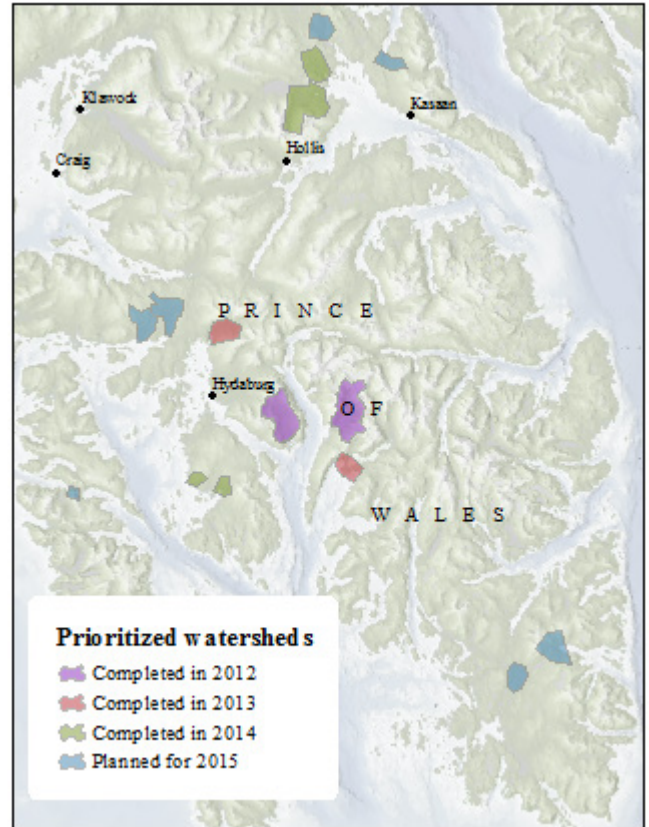 Klawock
Kasaan
Hollis
Craig
P R I N C E
Hydaburg
O F
W A L E S
Prioritized watersheds
Completed in 2012
Completed in 2013
Completed in 2014
Planned for 2015